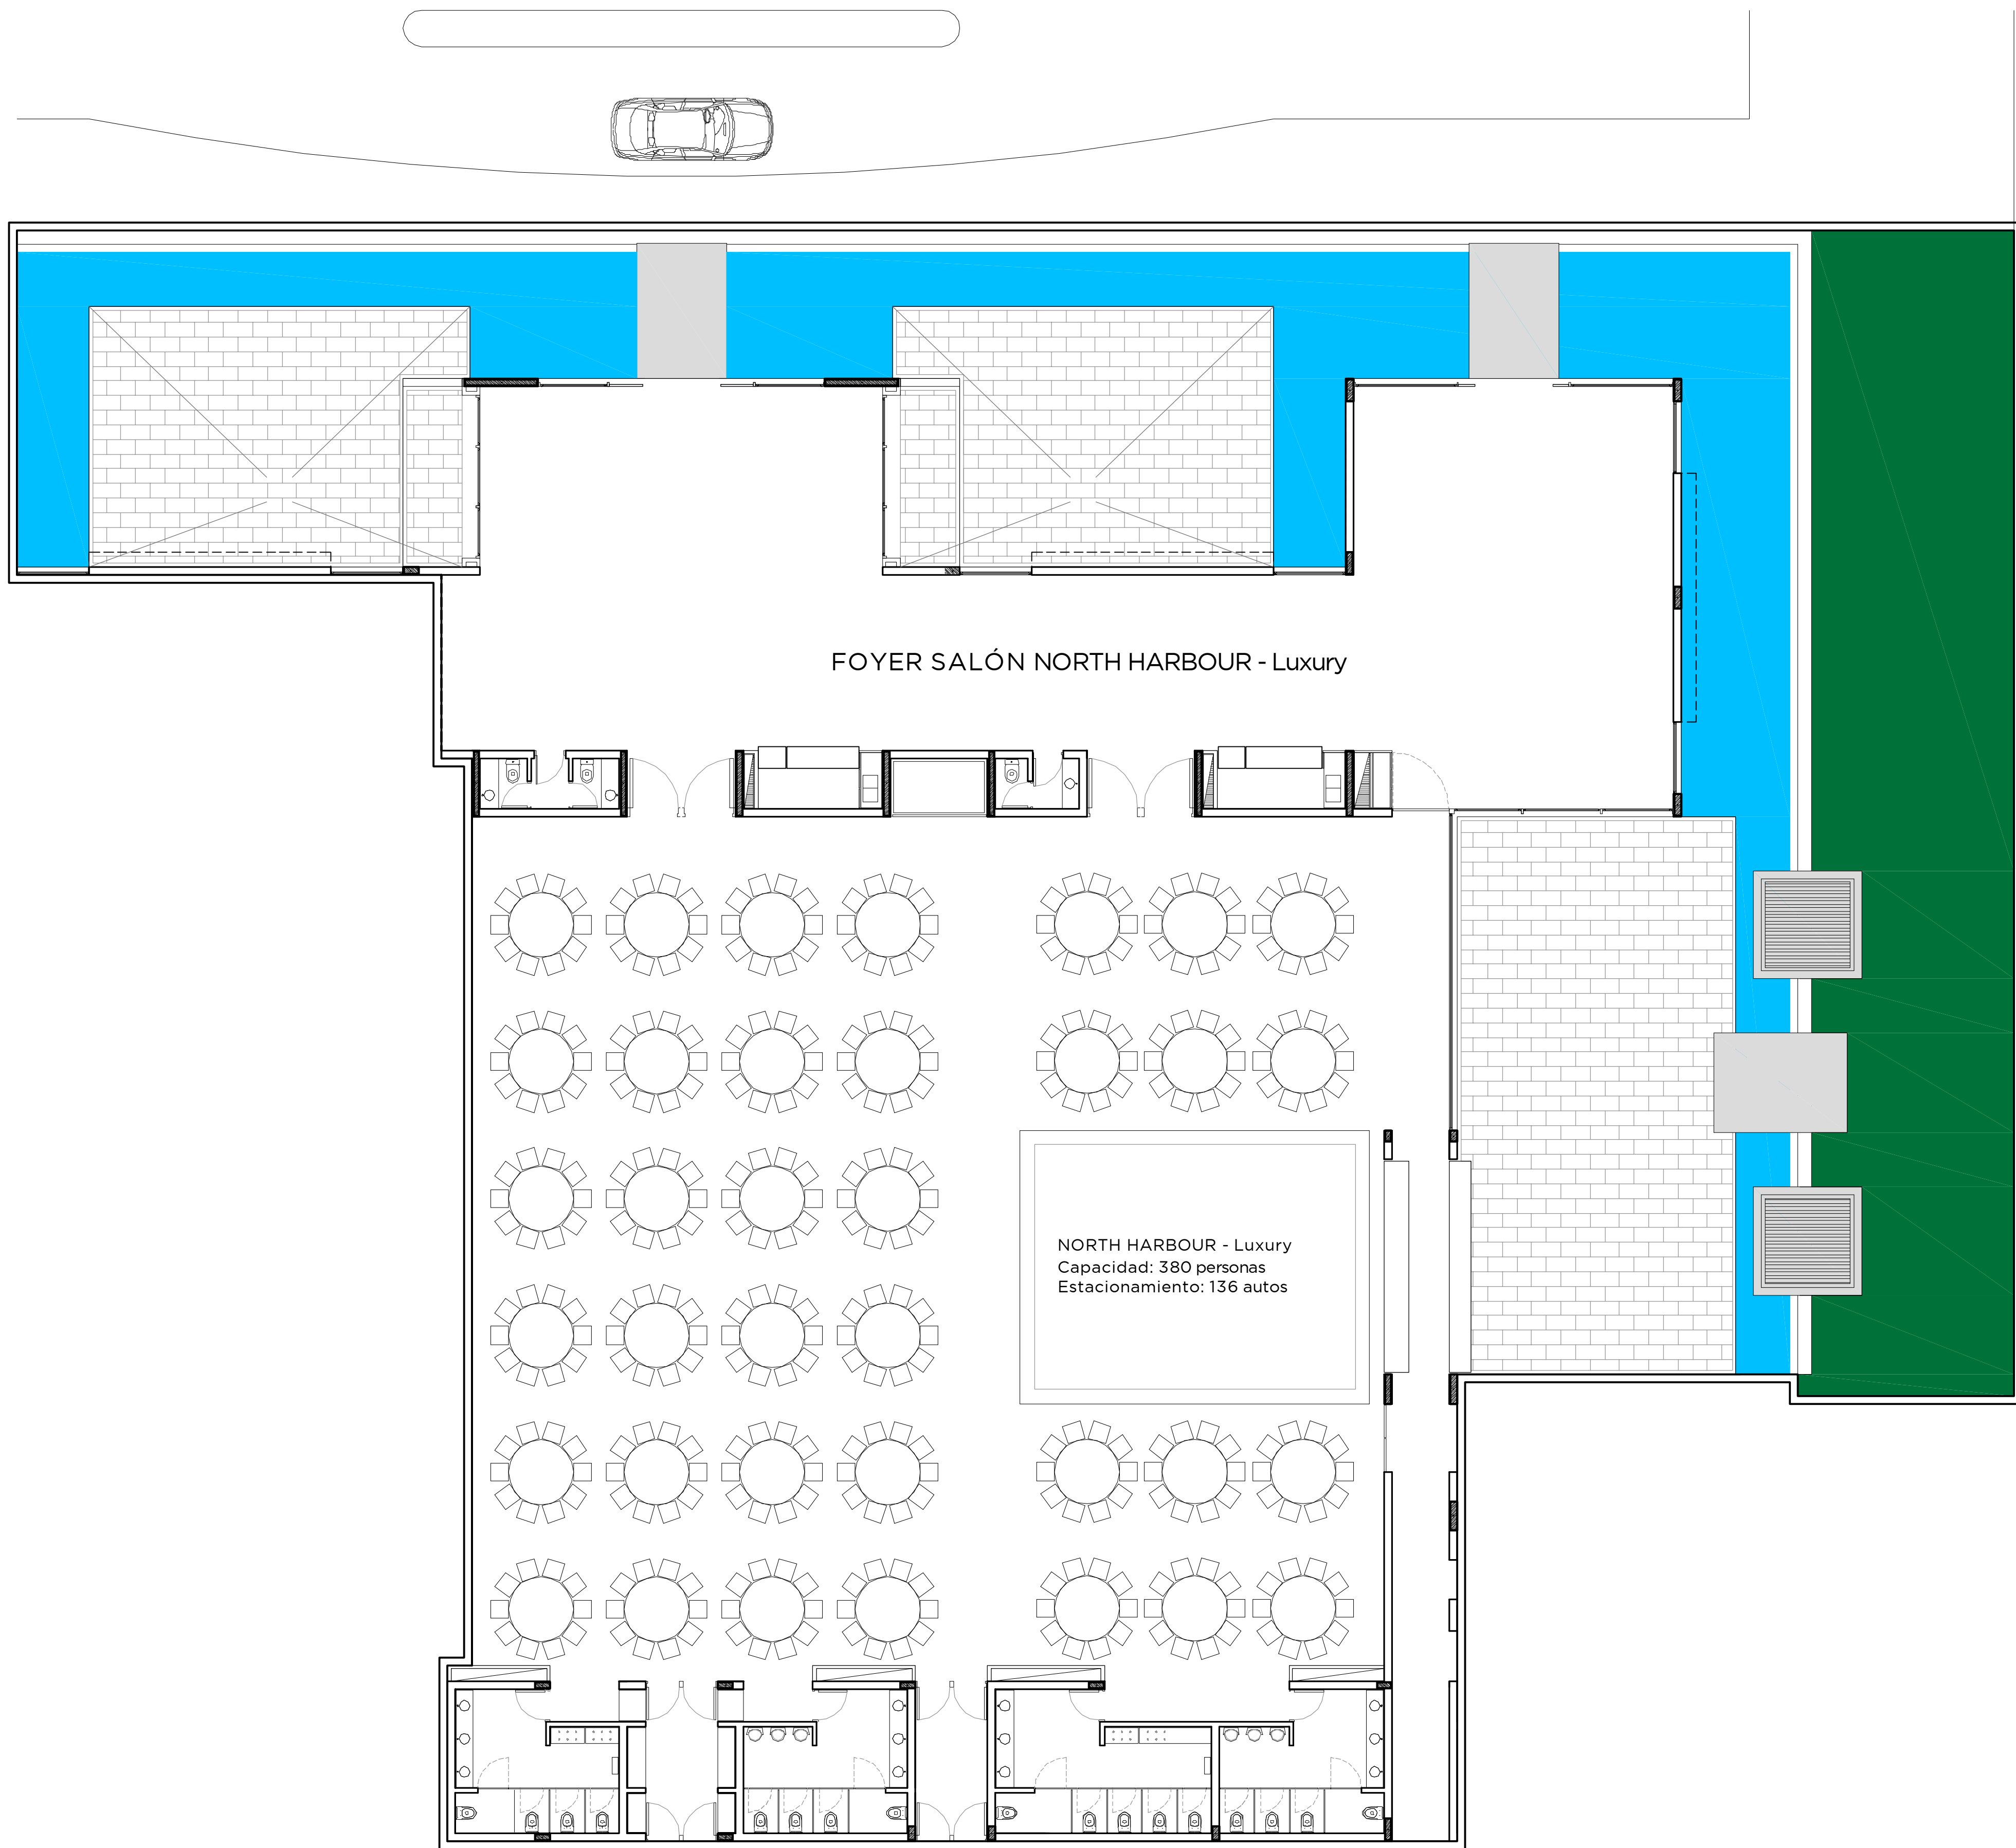 FOYER SALÓN NORTH HARBOUR - Luxury
NORTH HARBOUR - Luxury
Capacidad: 380 personas
Estacionamiento: 136 autos